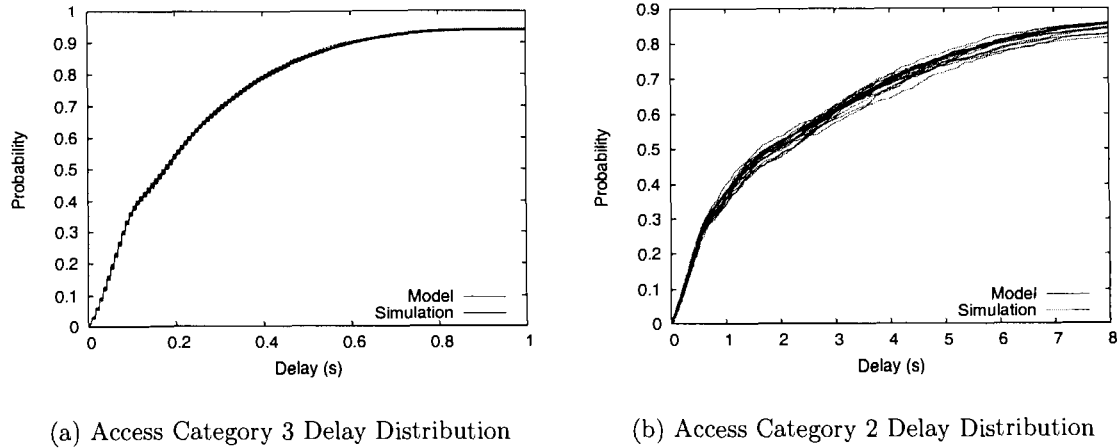 1
0.9
0.8
0.7
0.6
0.5
0.4
0.3
0.2
0.1
0
Probability
Model
Simulation
0 0.2 0.4 0.6 0.8 1
Delay (s)
(a) Access Category 3 Delay Distribution
0.9
0.8
0.7
0.6
0.5
0.4
0.3
0.2
0.1
0
Probability
Model
Simulation
0 1 2 3 4 5 6 7 8
Delay (s)
(b) Access Category 2 Delay Distribution